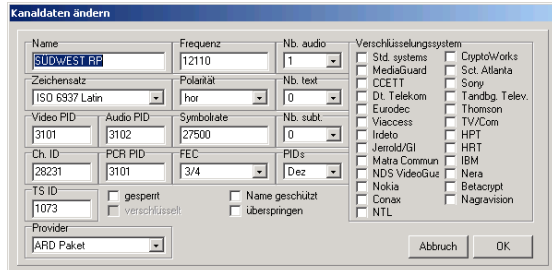 Kanaldaten ändern
Name
SÜDWEST RP
Frequenz
12110
Nb. audio
1
Zeichensatz
ISO 6937 Latin
Polarität
hor
Nb. text
0
Video PID
3101
Audio PID
3102
Symbolrate
27500
Nb. subt.
0
Ch. ID
28231
PCR PID
3101
FEC
3/4
PIDs
Dez
TS ID
1073
gesperrt
verschlüsselt
Name geschützt
überspringen
Provider
ARD Paket
Verschlüsselungssystem
Std. systems
MediaGuard
CCETT
Dt. Telekom
Eurodec
Viaccess
Irdeto
Jerrold/GI
Matra Commun
NDS VideoGua
Nokia
Conax
NTL
CryptoWorks
Sct. Atlanta
Sony
Tandbg. Telev.
Thomson
TV/Com
HPT
HRT
IBM
Nera
Betacrypt
Nagravision
Abbruch
OK